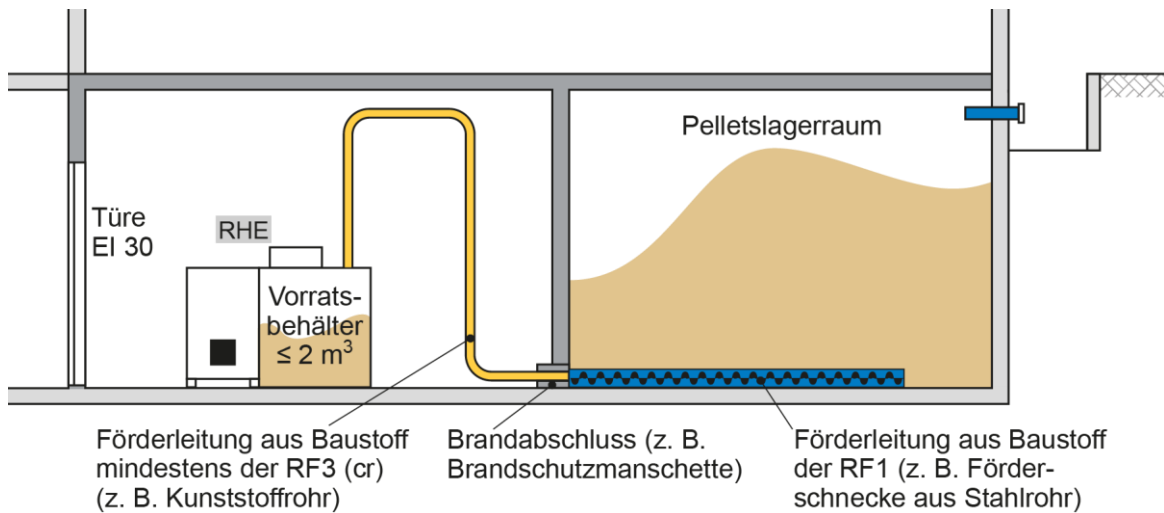 Pelletslagerraum
Türe
EI 30
RHE
Vorrats-
behälter
≤ 2 m³
Förderleitung aus Baustoff
mindestens der RF3 (cr)
(z. B. Kunststoffrohr)
Brandabschluss (z. B.
Brandschutzmanschette)
Förderleitung aus Baustoff
der RF1 (z. B. Förder-
schnecke aus Stahlrohr)